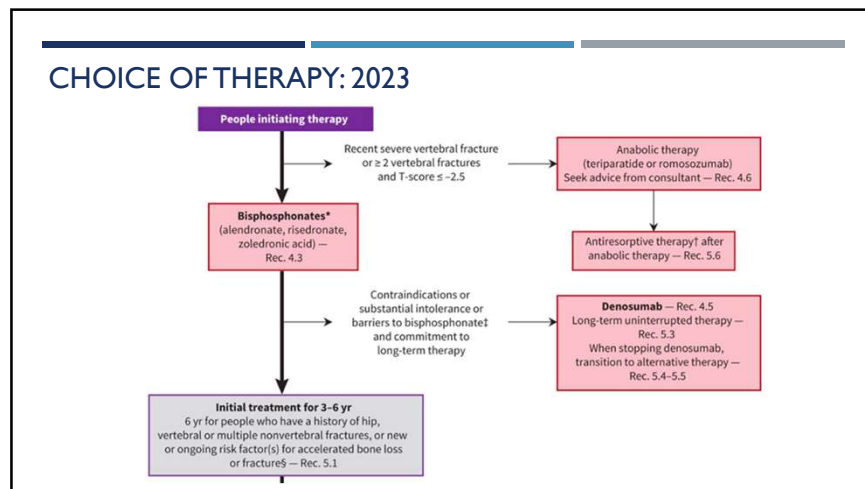 CHOICE OF THERAPY: 2023
People initiating therapy
Recent severe vertebral fracture
or ≥ 2 vertebral fractures
and T-score ≤ –2.5
Anabolic therapy
(teriparatide or romosozumab)
Seek advice from consultant — Rec. 4.6
Bisphosphonates*
(alendronate, risedronate,
zoledronic acid) —
Rec. 4.3
Antiresorptive therapy† after
anabolic therapy — Rec. 5.6
Contraindications or
substantial intolerance or
barriers to bisphosphonate‡
and commitment to
long-term therapy
Denosumab — Rec. 4.5
Long-term uninterrupted therapy —
Rec. 5.3
When stopping denosumab,
transition to alternative therapy —
Rec. 5.4–5.5
Initial treatment for 3–6 yr
6 yr for people who have a history of hip,
vertebral or multiple nonvertebral fractures, or new
or ongoing risk factor(s) for accelerated bone loss
or fracture§ — Rec. 5.1